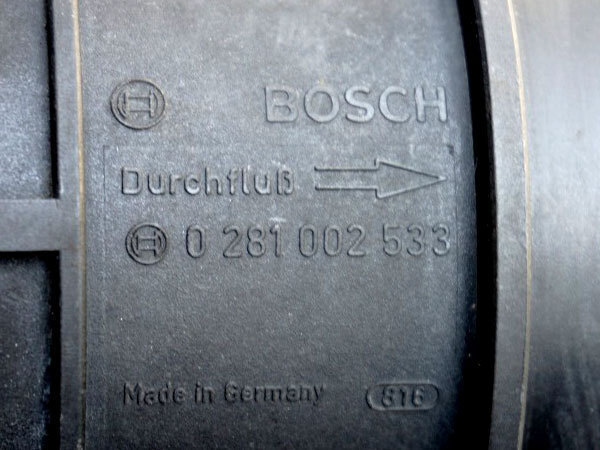 BOSCH
Durchfluß
0 281 002 533
Made in Germany 816